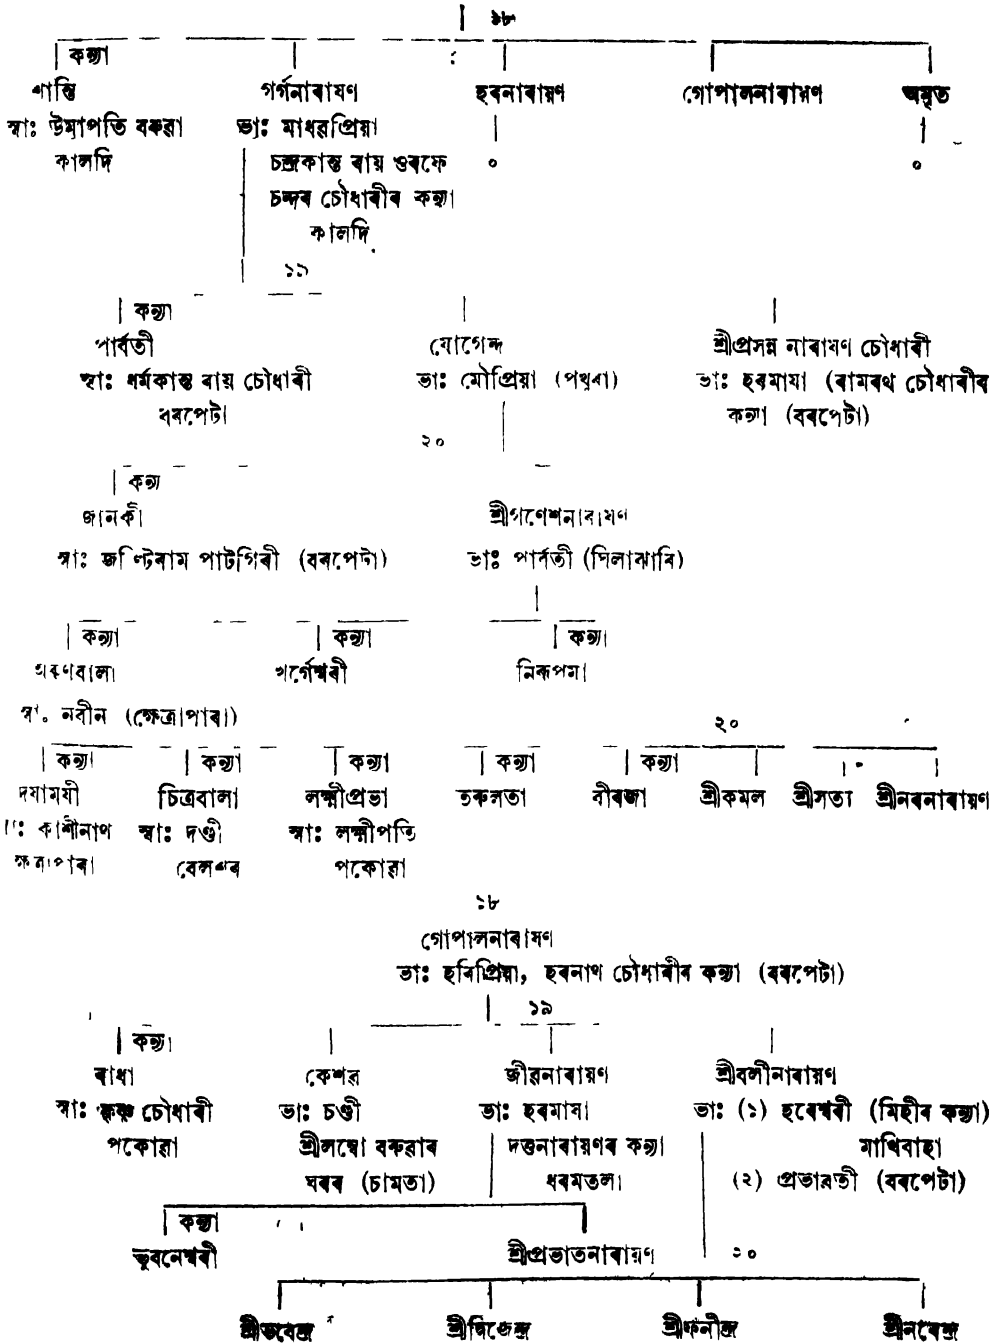 ১৮
কন্যা
শান্তি গৰ্গনাৰায়ণ হৰনাৰায়ণ গোপালনাৰায়ণ অমৃত
স্বাঃ উমাপতি বৰুৱা ভাঃ মাধৱপ্ৰিয়া
কালদি চন্দ্ৰকান্ত ৰায় ওৰফে ০ ০
চন্দৰ চৌধাৰীৰ কন্যা
কালদি
১৯
কন্যা
পাৰ্বতী যোগেন্দ্ৰ শ্ৰীপ্ৰসন্ন নাৰায়ণ চৌধাৰী
স্বাঃ ধৰ্মকান্ত ৰায় চৌধাৰী ভাঃ মৌপ্ৰিয়া (পথুৰা) ভাঃ হৰমায়া (ৰামৰথ চৌধাৰীৰ
বৰপেটা কন্যা (বৰপেটা)
২০
কন্যা
জানকী শ্ৰীগণেশনাৰায়ণ
স্বাঃ জণ্টিৰাম পাটগিৰী (বৰপেটা) ভাঃ পাৰ্বতী (ঘিলাঝাৰি)
কন্যা কন্যা কন্যা
অৰুণবালা খৰ্গেশ্বৰী নিৰূপমা
স্বাঃ নবীন (ক্ষেত্ৰাপাৰা)
২০
কন্যা কন্যা কন্যা কন্যা কন্যা
দয়াময়ী চিত্ৰবালা লক্ষ্মীপ্ৰভা তৰুলতা বীৰজা শ্ৰীকমল শ্ৰীসতা শ্ৰীনৰনাৰায়ণ
স্বাঃ কাশীনাথ স্বাঃ দণ্ডী স্বাঃ লক্ষ্মীপতি
ক্ষেত্ৰাপাৰা বেলশৰ পকোৱা
১৮
গোপালনাৰায়ণ
ভাঃ হৰিপ্ৰিয়া, হৰনাথ চৌধাৰীৰ কন্যা (বৰপেটা)
১৯
কন্যা
ৰাধা কেশৱ জীৱনাৰায়ণ শ্ৰীবলীনাৰায়ণ
স্বাঃ কৃষ্ণ চৌধাৰী ভাঃ চণ্ডী ভাঃ হৰমায়া ভাঃ (১) হৰেশ্বৰী (মিহীৰ কন্যা)
পকোৱা শ্ৰীলম্বো বৰুৱাৰ দত্তনাৰায়ণৰ কন্যা মাথিবাহা
ঘৰৰ (চামতা) ধৰমতলা (২) প্ৰভাৱতী (বৰপেটা)
কন্যা
ভুবনেশ্বৰী শ্ৰীপ্ৰভাতনাৰায়ণ ২০
শ্ৰীভবেন্দ্ৰ শ্ৰীদ্বিজেন্দ্ৰ শ্ৰীফনীন্দ্ৰ শ্ৰীনৰেন্দ্ৰ